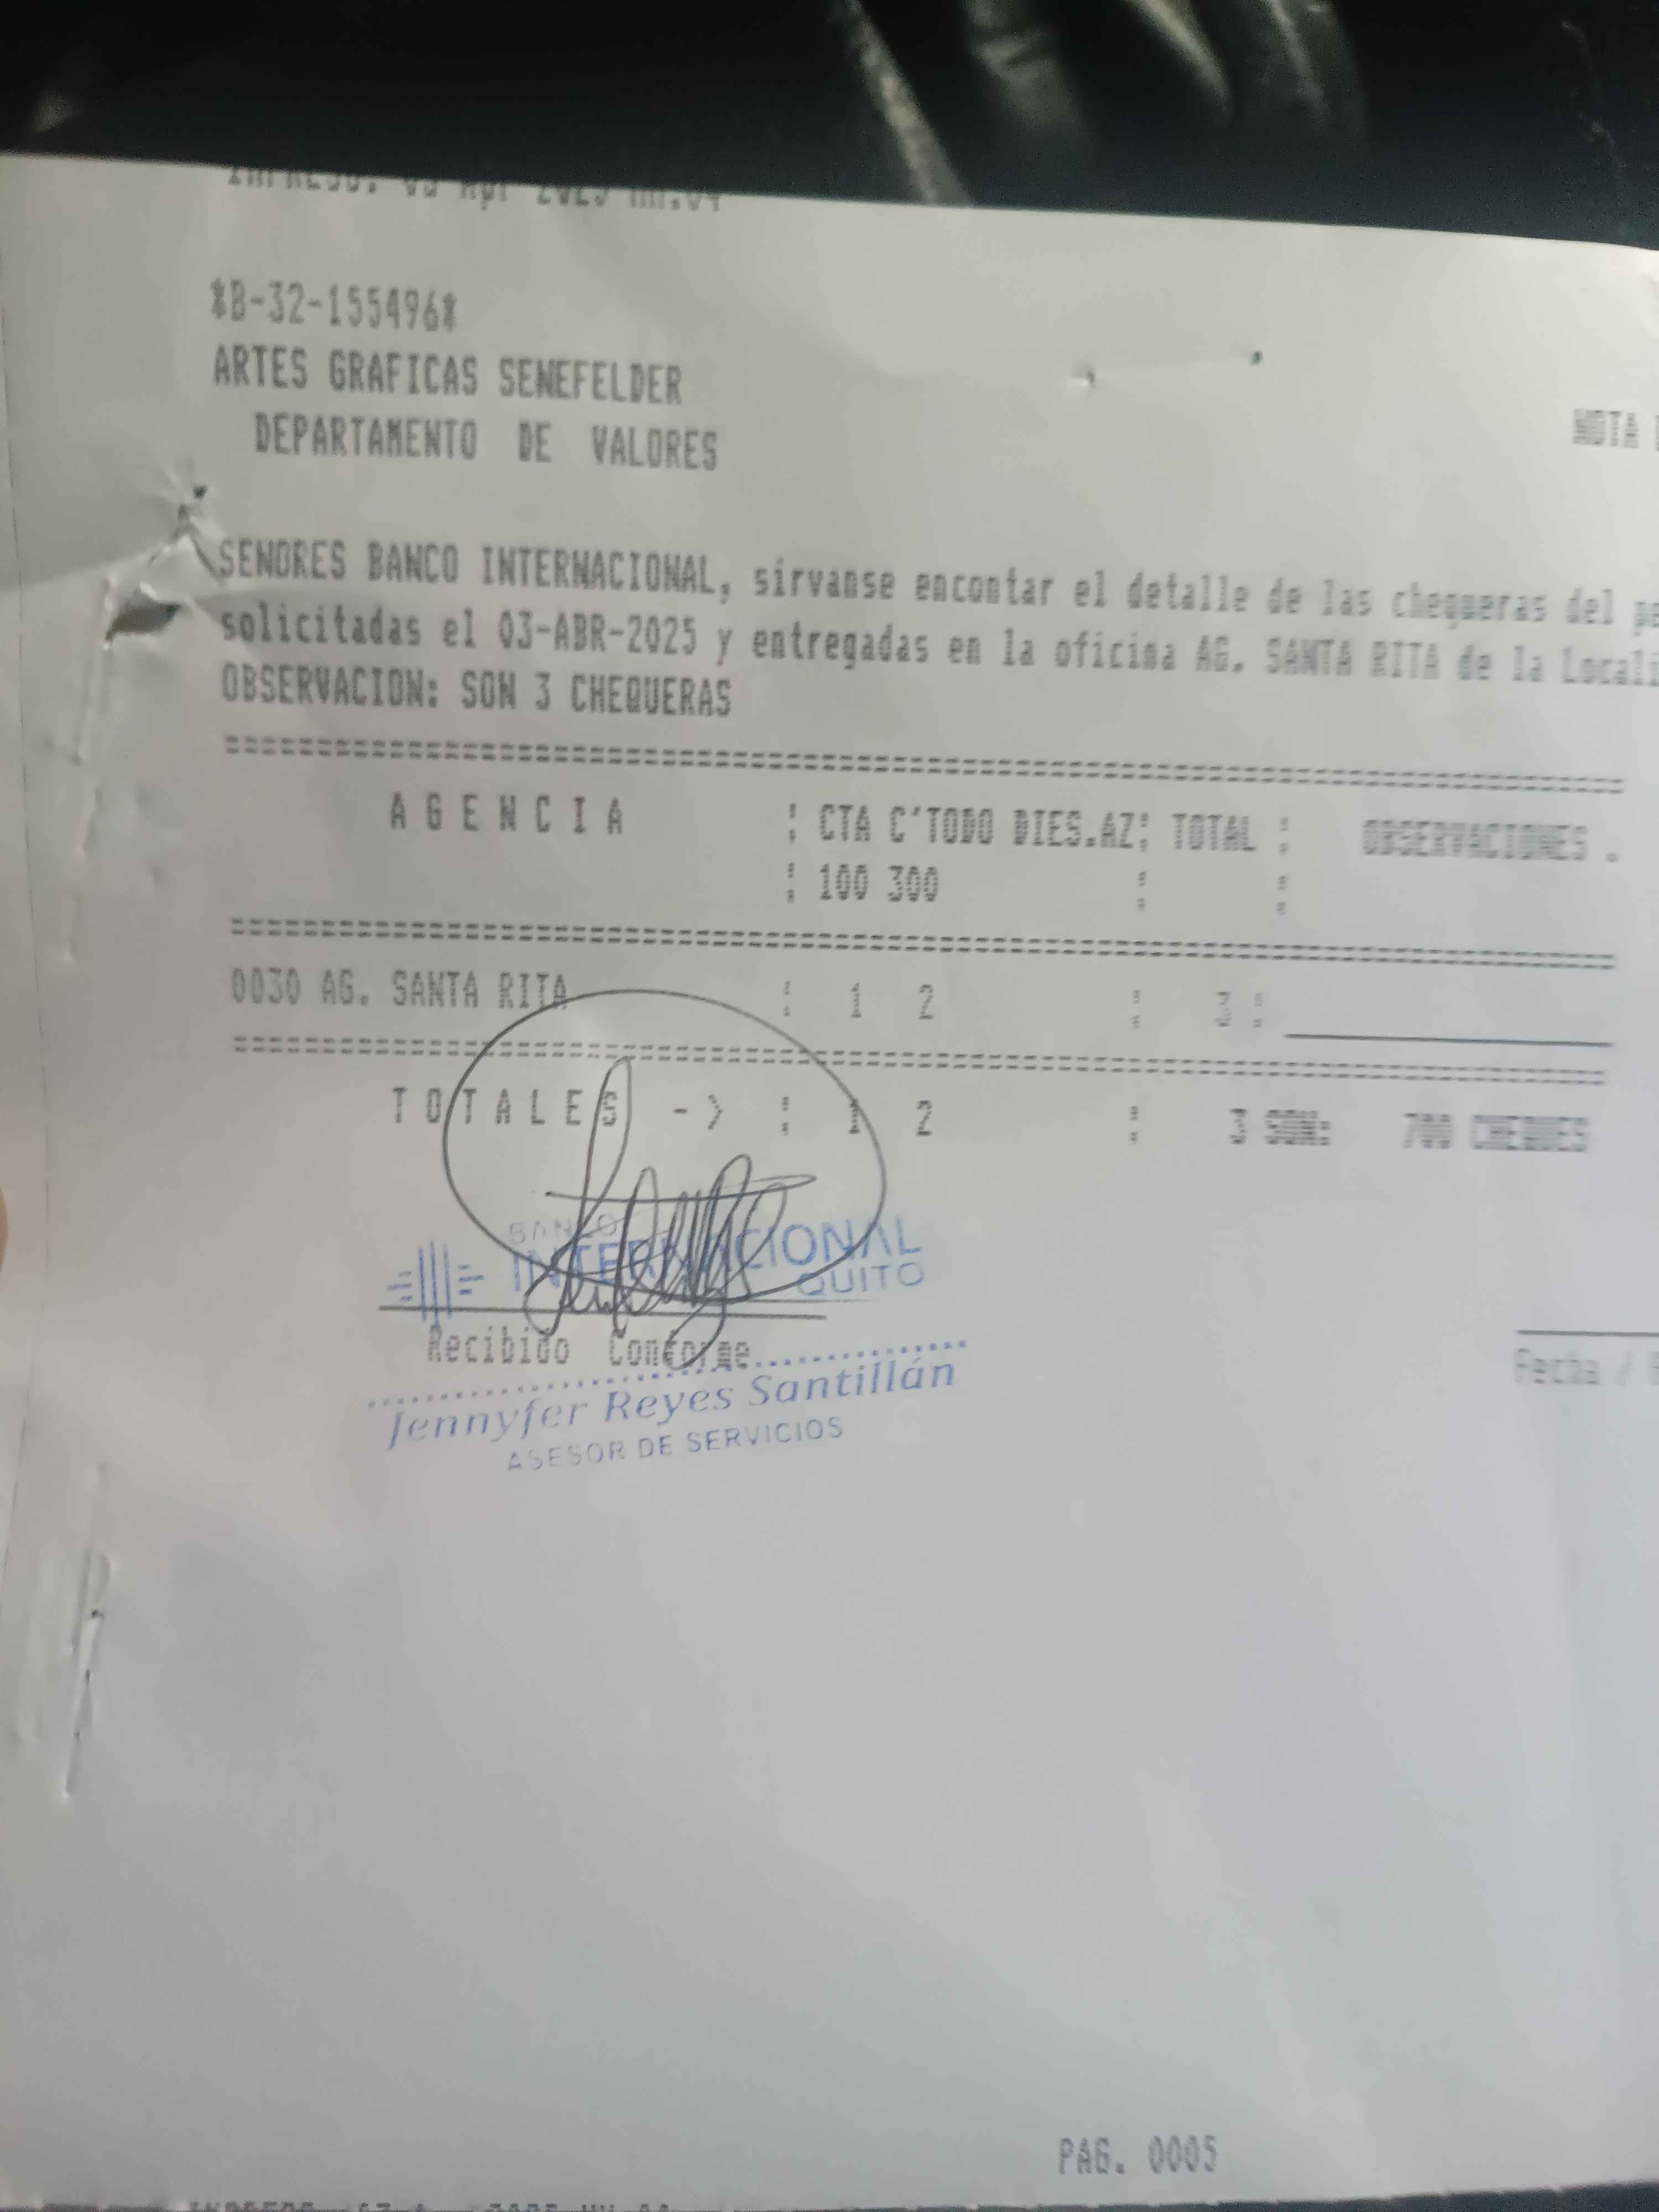 *B-32-155496*
ARTES GRAFICAS SENEFELDER
DEPARTAMENTO DE VALORES
NOTA
SENORES BANCO INTERNACIONAL, sirvanse encontar el detalle de las chequeras del
solicitadas el 03-ABR-2025 y entregadas en la oficina AG. SANTA RITA de la Locali
OBSERVACION: SON 3 CHEQUERAS
A G E N C I A : CTA C'TODO DIES.AZ: TOTAL : OBSERVACIONES .
: 100 300 : :
0030 AG. SANTA RITA : 1 2 : 3 :
T O T A L E S -> : 1 2 : 3 SON: 700 CHEQUES
BANCO
INTERNACIONAL
QUITO
Recibido Conforme
Fecha /
Jennyfer Reyes Santillán
ASESOR DE SERVICIOS
PAG. 0005